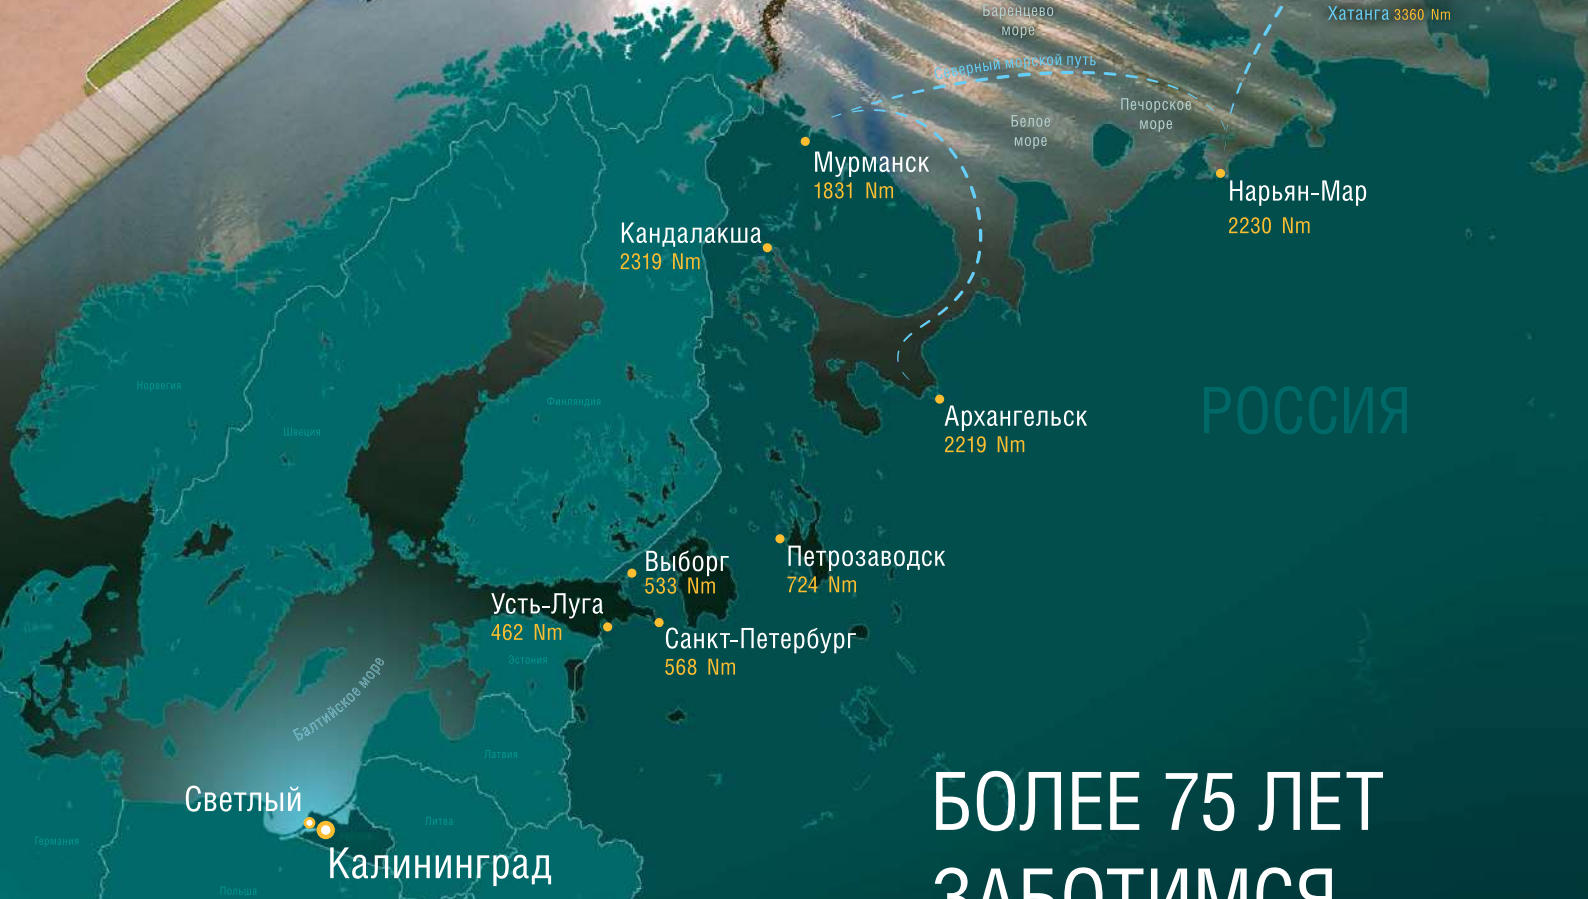 Баренцево
море
Хатанга 3360 Nm
Северный морской путь
Печорское
море
Белое
море
Мурманск
1831 Nm
Нарьян-Мар
2230 Nm
Кандалакша
2319 Nm
Норвегия
Финляндия
Швеция
РОССИЯ
Архангельск
2219 Nm
Выборг
533 Nm
Петрозаводск
724 Nm
Усть-Луга
462 Nm
Санкт-Петербург
568 Nm
Дания
Эстония
Балтийское море
Латвия
Светлый
Литва
Германия
Калининград
Польша
БОЛЕЕ 75 ЛЕТ
ЗАБОТИМСЯ